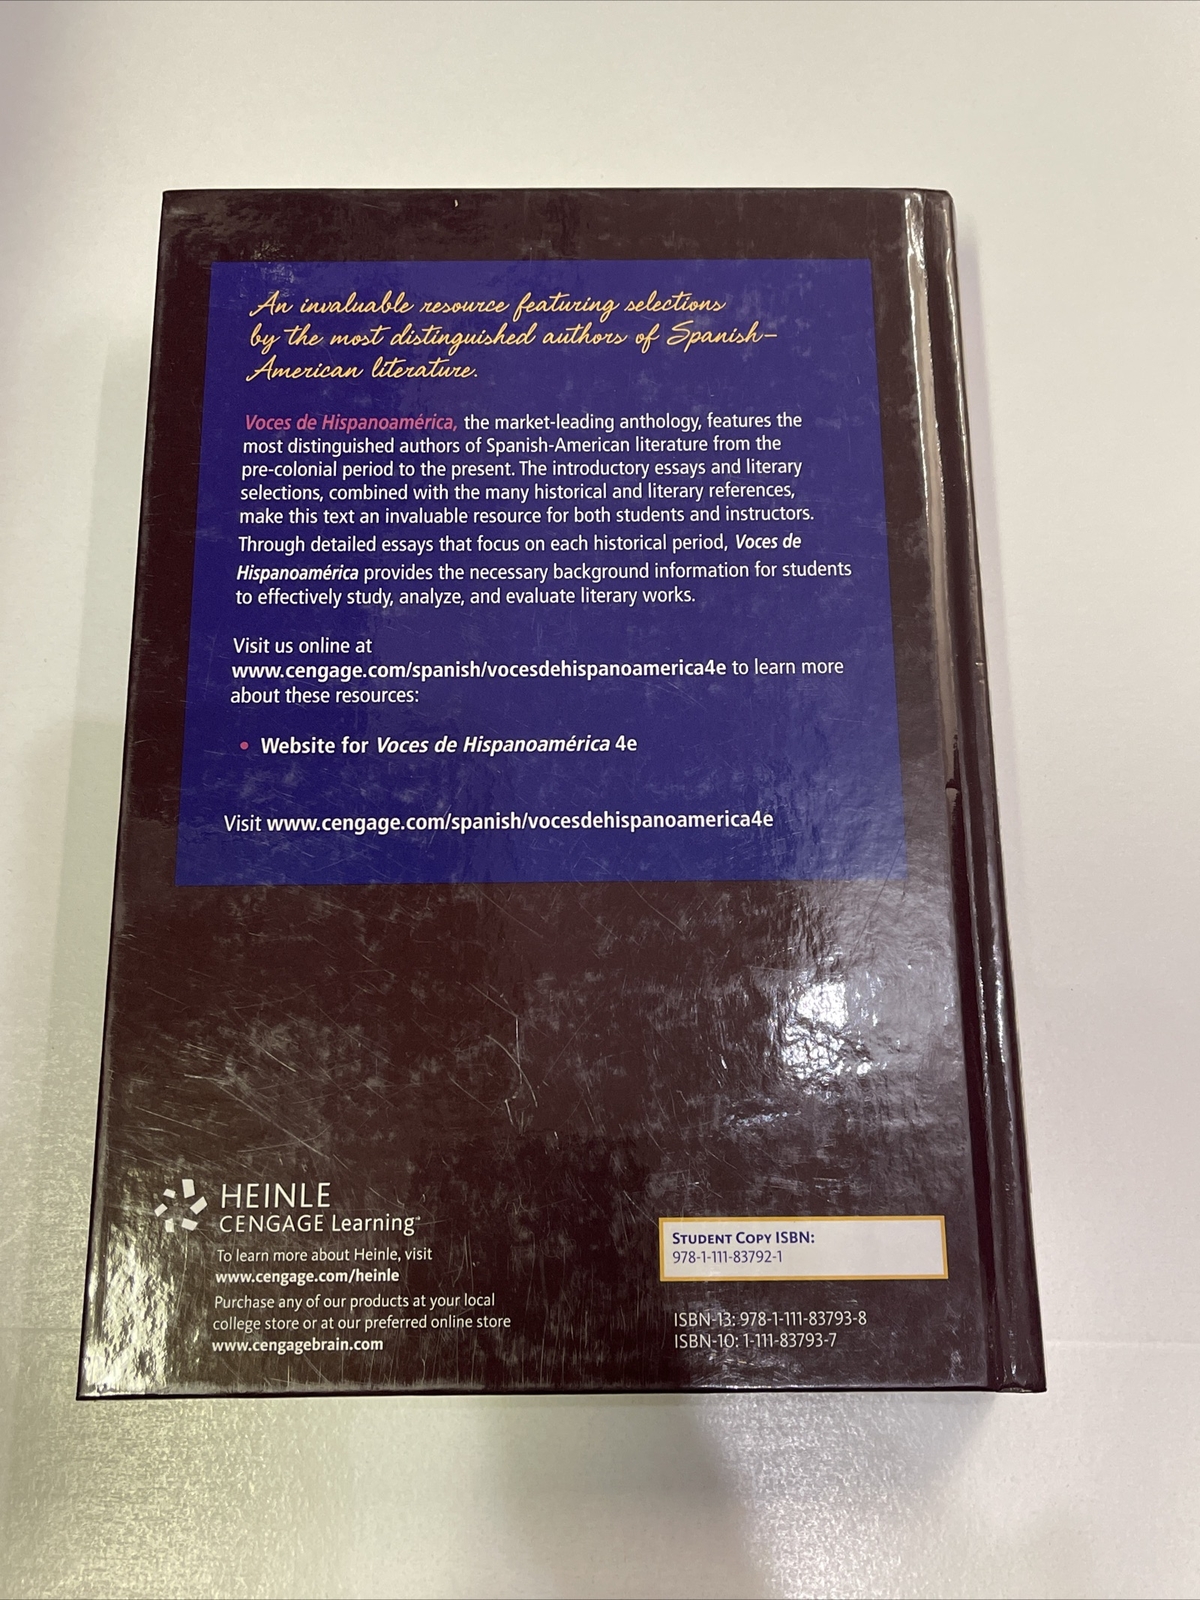 An invaluable resource featuring selections
by the most distinguished authors of Spanish-
American literature.
Voces de Hispanoamérica, the market-leading anthology, features the
most distinguished authors of Spanish-American literature from the
pre-colonial period to the present. The introductory essays and literary
selections, combined with the many historical and literary references,
make this text an invaluable resource for both students and instructors.
Through detailed essays that focus on each historical period, Voces de
Hispanoamérica provides the necessary background information for students
to effectively study, analyze, and evaluate literary works.
Visit us online at
www.cengage.com/spanish/vocesdehispanoamerica4e to learn more
about these resources:
• Website for Voces de Hispanoamérica 4e
Visit www.cengage.com/spanish/vocesdehispanoamerica4e
HEINLE
CENGAGE Learning™
To learn more about Heinle, visit
www.cengage.com/heinle
Purchase any of our products at your local
college store or at our preferred online store
www.cengagebrain.com
STUDENT COPY ISBN:
978-1-111-83792-1
ISBN-13: 978-1-111-83793-8
ISBN-10: 1-111-83793-7